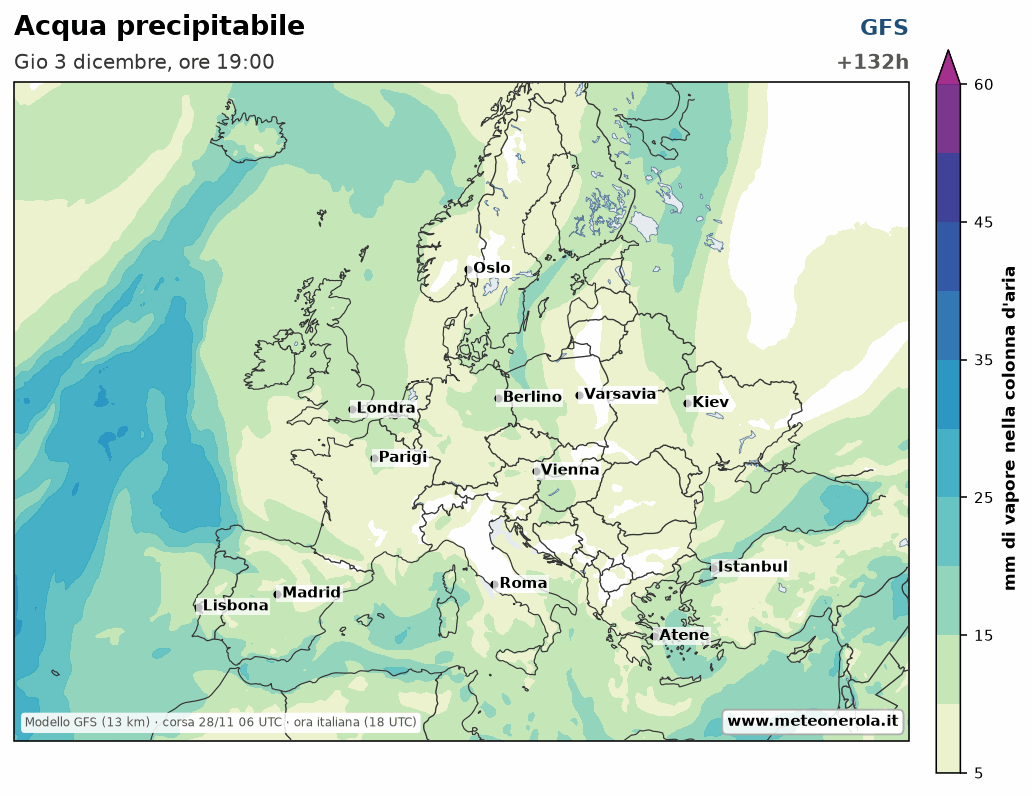 Acqua precipitabile
GFS
Gio 3 dicembre, ore 19:00
+132h
60
45
35
25
15
5
mm di vapore nella colonna d'aria
Oslo
Londra
Berlino
Varsavia
Kiev
Parigi
Vienna
Roma
Istanbul
Madrid
Lisbona
Atene
Modello GFS (13 km) · corsa 28/11 06 UTC · ora italiana (18 UTC)
www.meteonerola.it